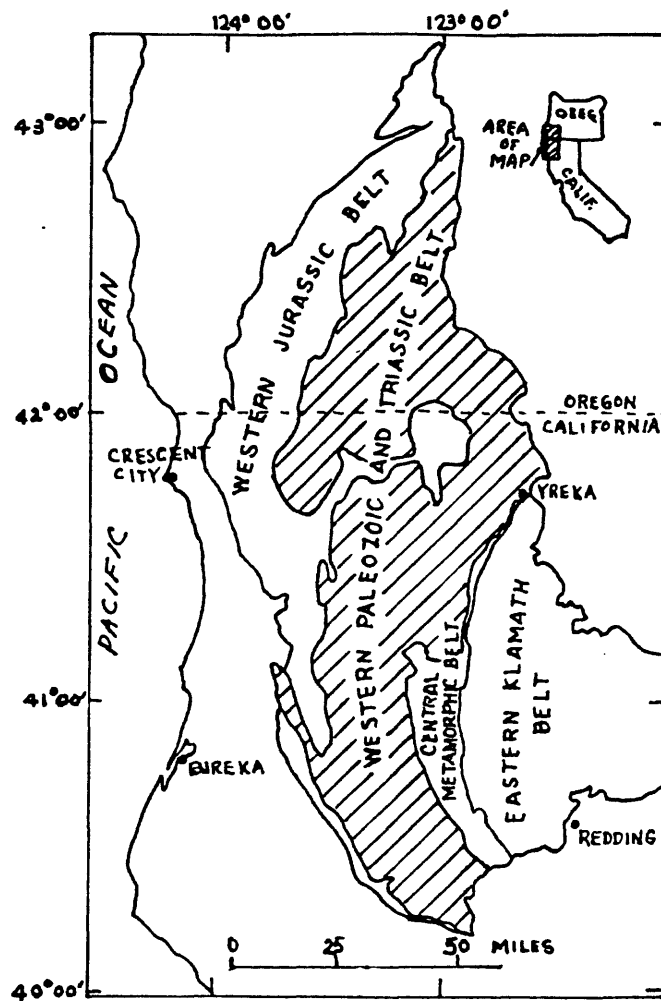 124°00'
123°00'
43°00'
OREG
AREA
OF
MAP
CALIF.
WESTERN JURASSIC BELT
OCEAN
42°00'
OREGON
CALIFORNIA
CRESCENT
CITY
YREKA
WESTERN PALEOZOIC AND TRIASSIC BELT
PACIFIC
CENTRAL
METAMORPHIC BELT
EASTERN KLAMATH
BELT
41°00'
EUREKA
REDDING
0 25 50 MILES
40°00'